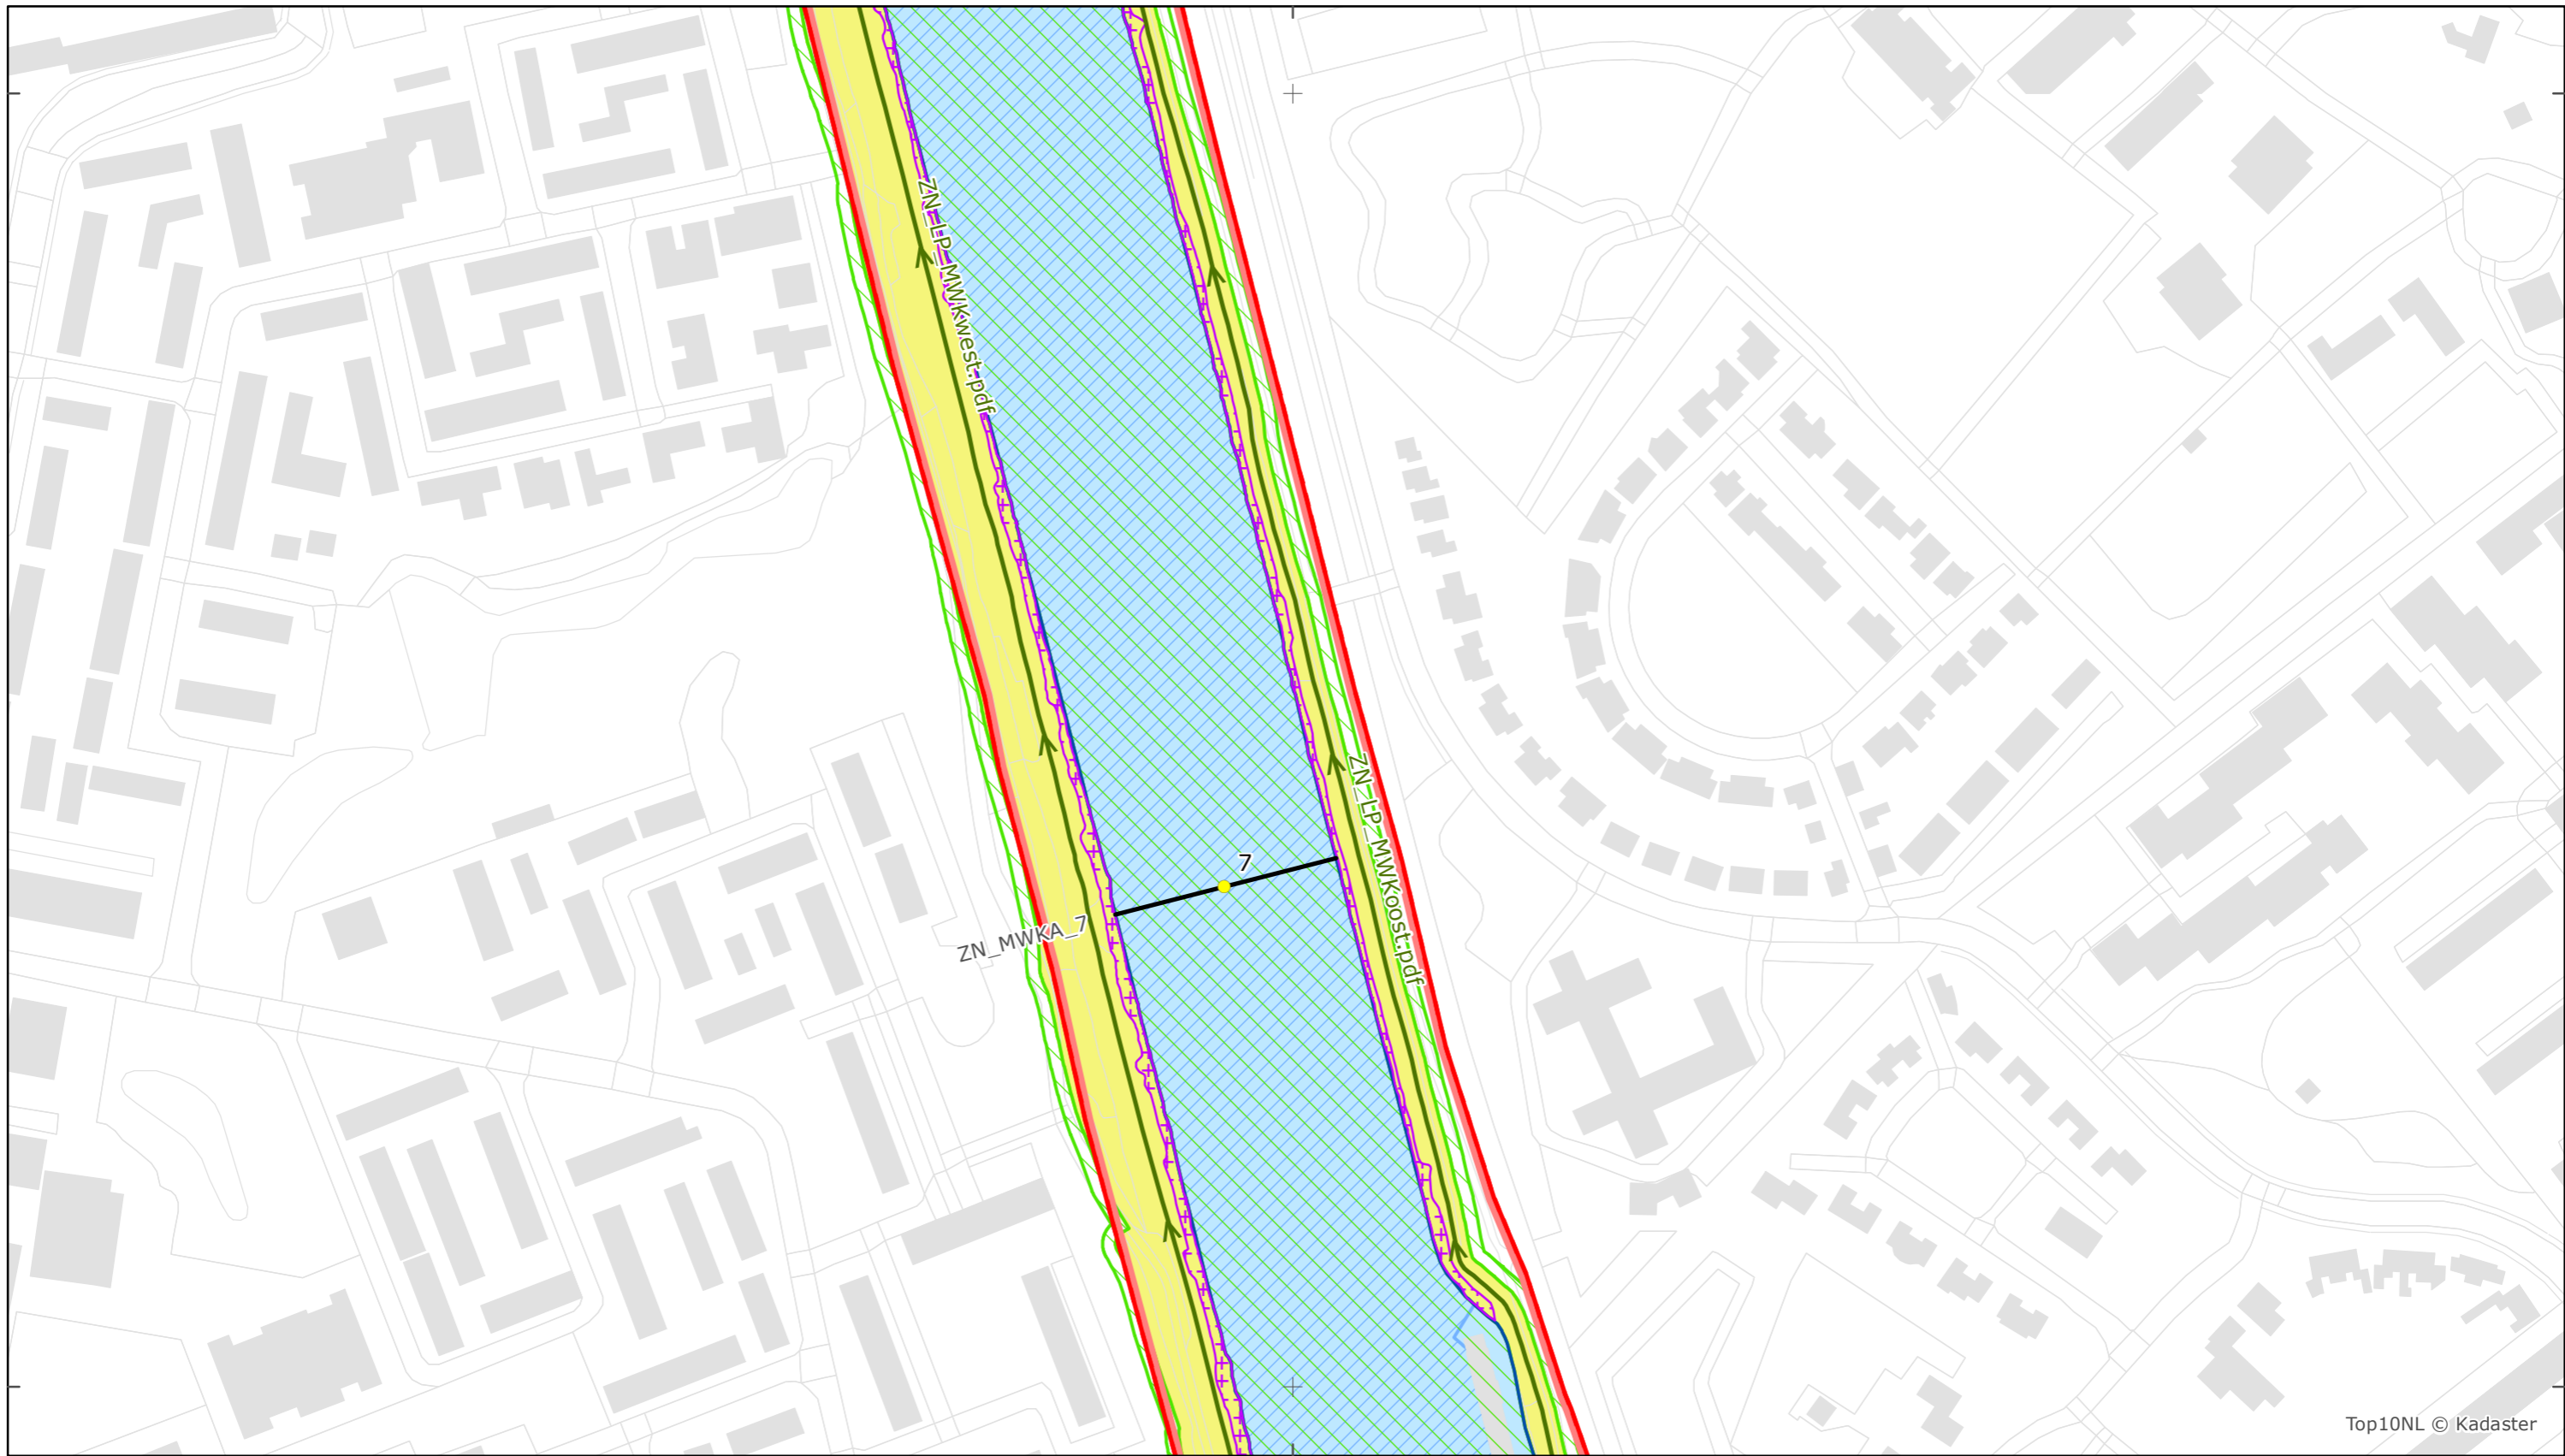 ZN_LP_MWKwest.pdf
ZN_LP_MWKoost.pdf
7
ZN_MWKA_7
Top10NL © Kadaster